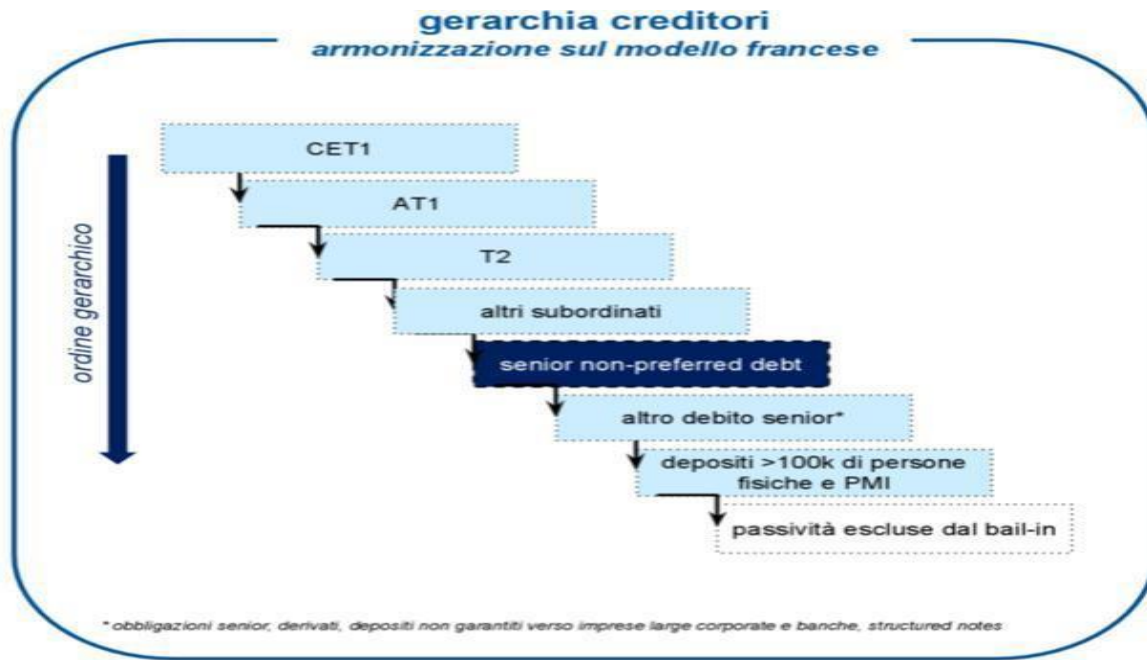 gerarchia creditori
armonizzazione sul modello francese
ordine gerarchico
CET1
AT1
T2
altri subordinati
senior non-preferred debt
altro debito senior*
depositi >100k di persone
fisiche e PMI
passività escluse dal bail-in
* obbligazioni senior, derivati, depositi non garantiti verso imprese large corporate e banche, structured notes